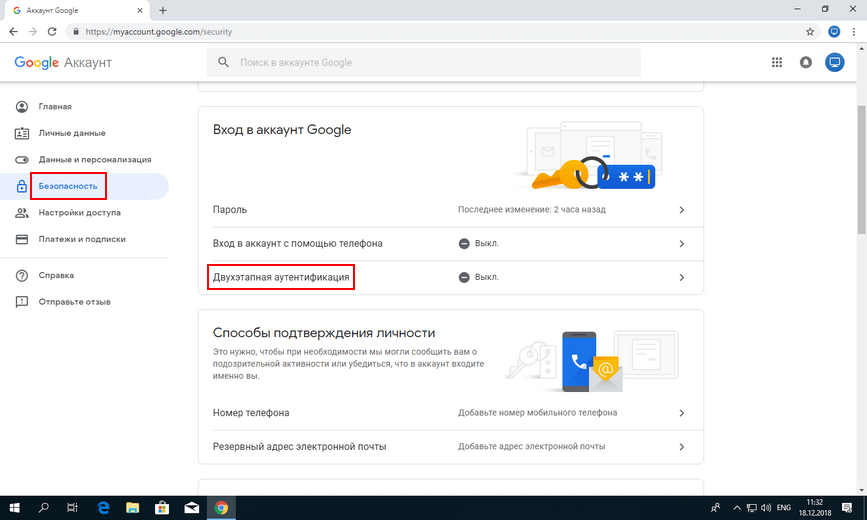 Аккаунт Google
https://myaccount.google.com/security
Google Аккаунт
Поиск в аккаунте Google
Главная
Личные данные
Данные и персонализация
Безопасность
Настройки доступа
Платежи и подписки
Справка
Отправьте отзыв
Вход в аккаунт Google
**
Пароль
Последнее изменение: 2 часа назад
Вход в аккаунт с помощью телефона
Выкл.
Двухэтапная аутентификация
Выкл.
Способы подтверждения личности
Это нужно, чтобы при необходимости мы могли сообщить вам о
подозрительной активности или убедиться, что в аккаунт входите
именно вы.
@
Номер телефона
Добавьте номер мобильного телефона
Резервный адрес электронной почты
Добавьте адрес электронной почты
ENG
11:32
18.12.2018